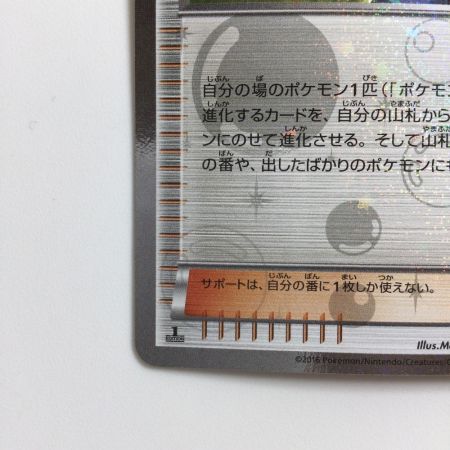 自分の場のポケモン1匹(「ポケモ
進化するカードを、自分の山札から
ンにのせて進化させる。そして山札
の番や、出したばかりのポケモンにも
サポートは、自分の番に1枚しか使えない。
1
EDITION
Illus.M
©2016 Pokémon/Nintendo/Creatures/